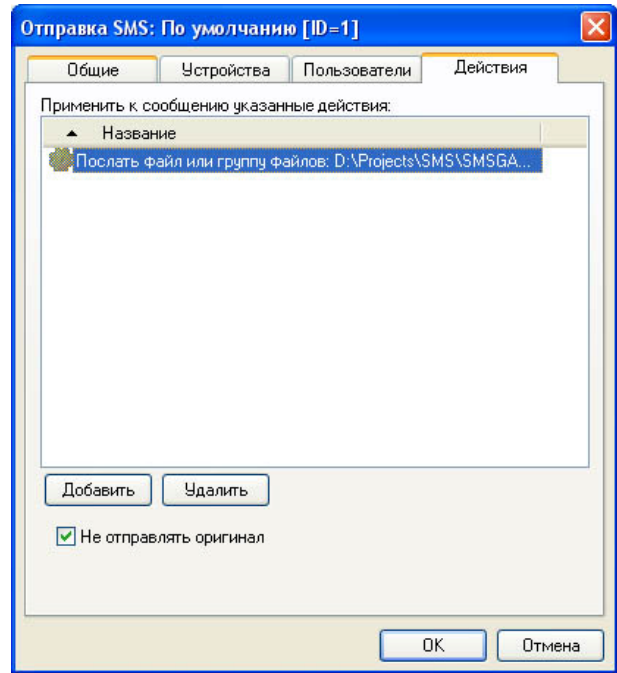 Отправка SMS: По умолчанию [ID=1]
Общие Устройства Пользователи Действия
Применить к сообщению указанные действия:
Название
Послать файл или группу файлов: D:\Projects\SMS\SMSGA...
Добавить Удалить
Не отправлять оригинал
OK Отмена